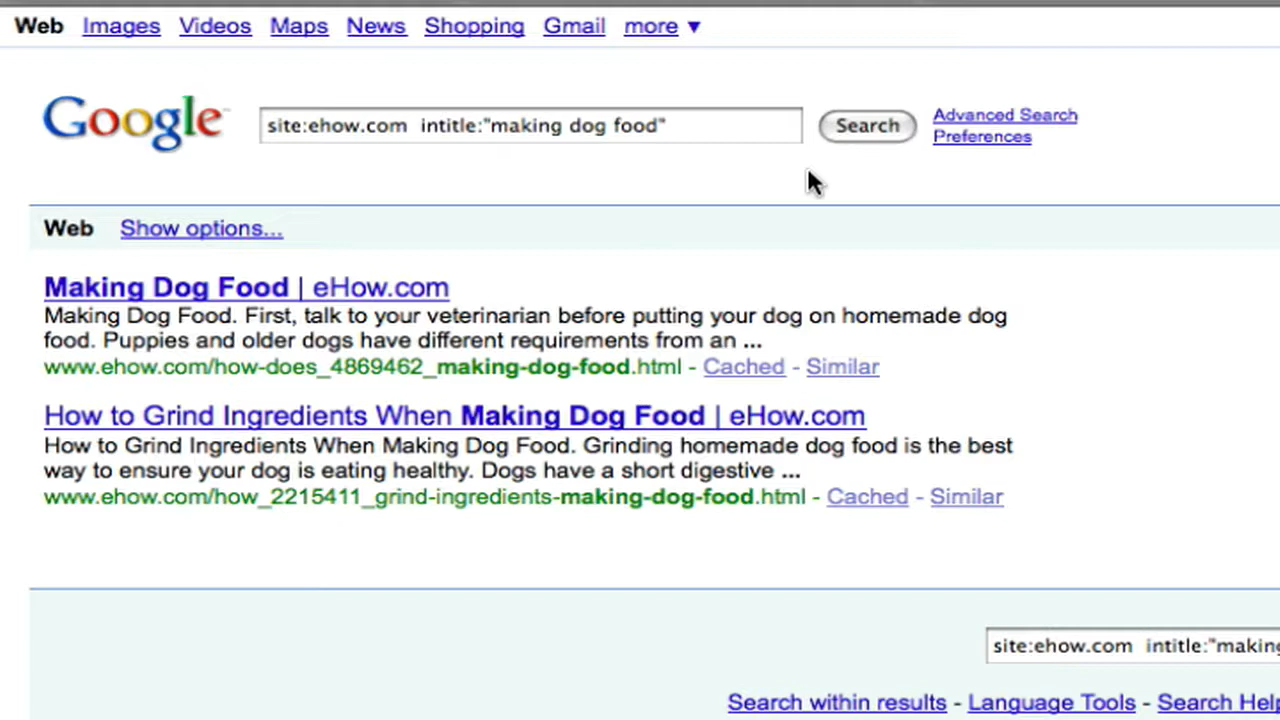 Web Images Videos Maps News Shopping Gmail more ▼
Google™ site:ehow.com intitle:"making dog food" Search Advanced Search
Preferences
Web Show options...
Making Dog Food | eHow.com
Making Dog Food. First, talk to your veterinarian before putting your dog on homemade dog
food. Puppies and older dogs have different requirements from an ...
www.ehow.com/how-does_4869462_making-dog-food.html - Cached - Similar
How to Grind Ingredients When Making Dog Food | eHow.com
How to Grind Ingredients When Making Dog Food. Grinding homemade dog food is the best
way to ensure your dog is eating healthy. Dogs have a short digestive ...
www.ehow.com/how_2215411_grind-ingredients-making-dog-food.html - Cached - Similar
site:ehow.com intitle:"making
Search within results - Language Tools - Search Help